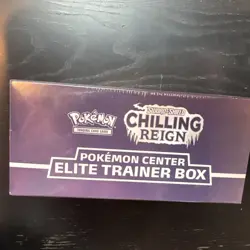 Pokémon
TRADING CARD GAME
SWORD & SHIELD
CHILLING
REIGN
POKÉMON CENTER
ELITE TRAINER BOX